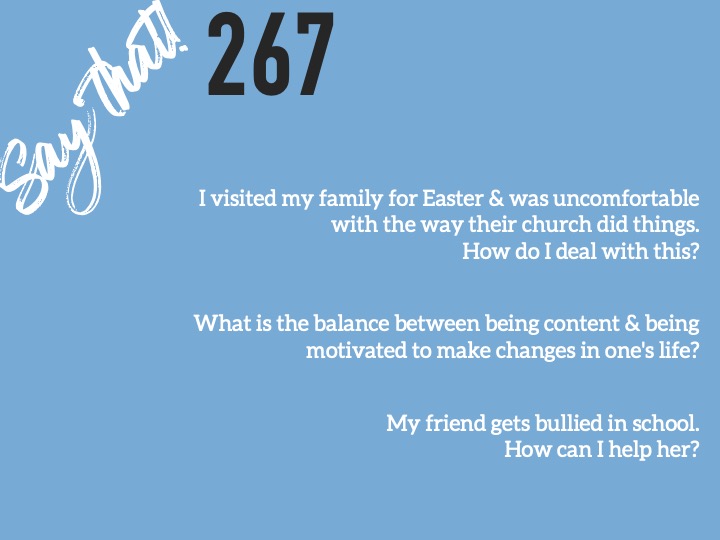 Say that!
267
I visited my family for Easter & was uncomfortable
with the way their church did things.
How do I deal with this?
What is the balance between being content & being
motivated to make changes in one's life?
My friend gets bullied in school.
How can I help her?